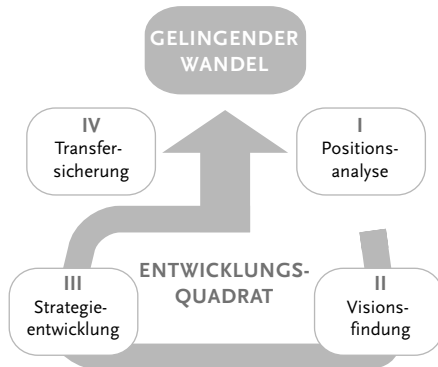 GELINGENDER
WANDEL
IV
Transfer-
sicherung
I
Positions-
analyse
ENTWICKLUNGS-
QUADRAT
III
Strategie-
entwicklung
II
Visions-
findung